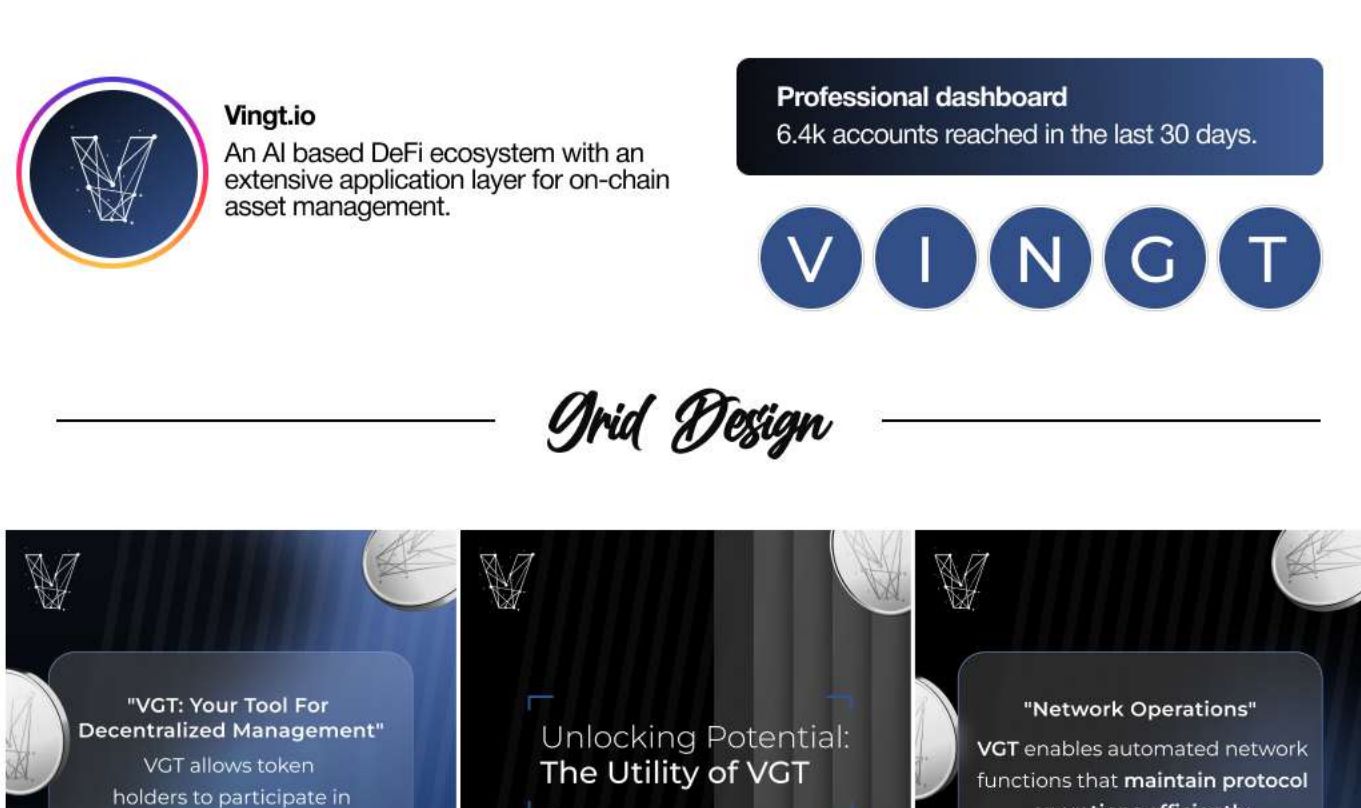 Vingt.io
An AI based DeFi ecosystem with an
extensive application layer for on-chain
asset management.
Professional dashboard
6.4k accounts reached in the last 30 days.
V I N G T
Grid Design
"VGT: Your Tool For
Decentralized Management"
VGT allows token
holders to participate in
Unlocking Potential:
The Utility of VGT
"Network Operations"
VGT enables automated network
functions that maintain protocol